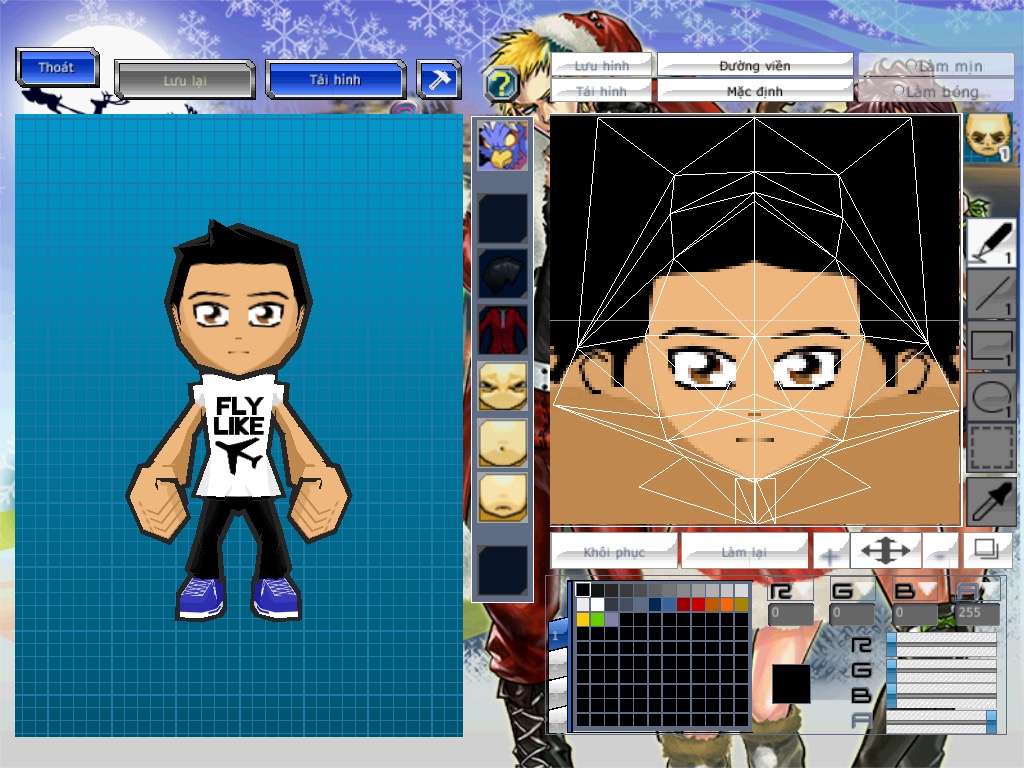 Thoát
Lưu lại
Tải hình
?
Lưu hình
Đường viền
Làm mịn
Tải hình
Mặc định
Làm bóng
1
FLY
LIKE
1
1
1
1
Khôi phục
Làm lại
+
-
R G B A
0 0 0 255
1
R
G
B
A